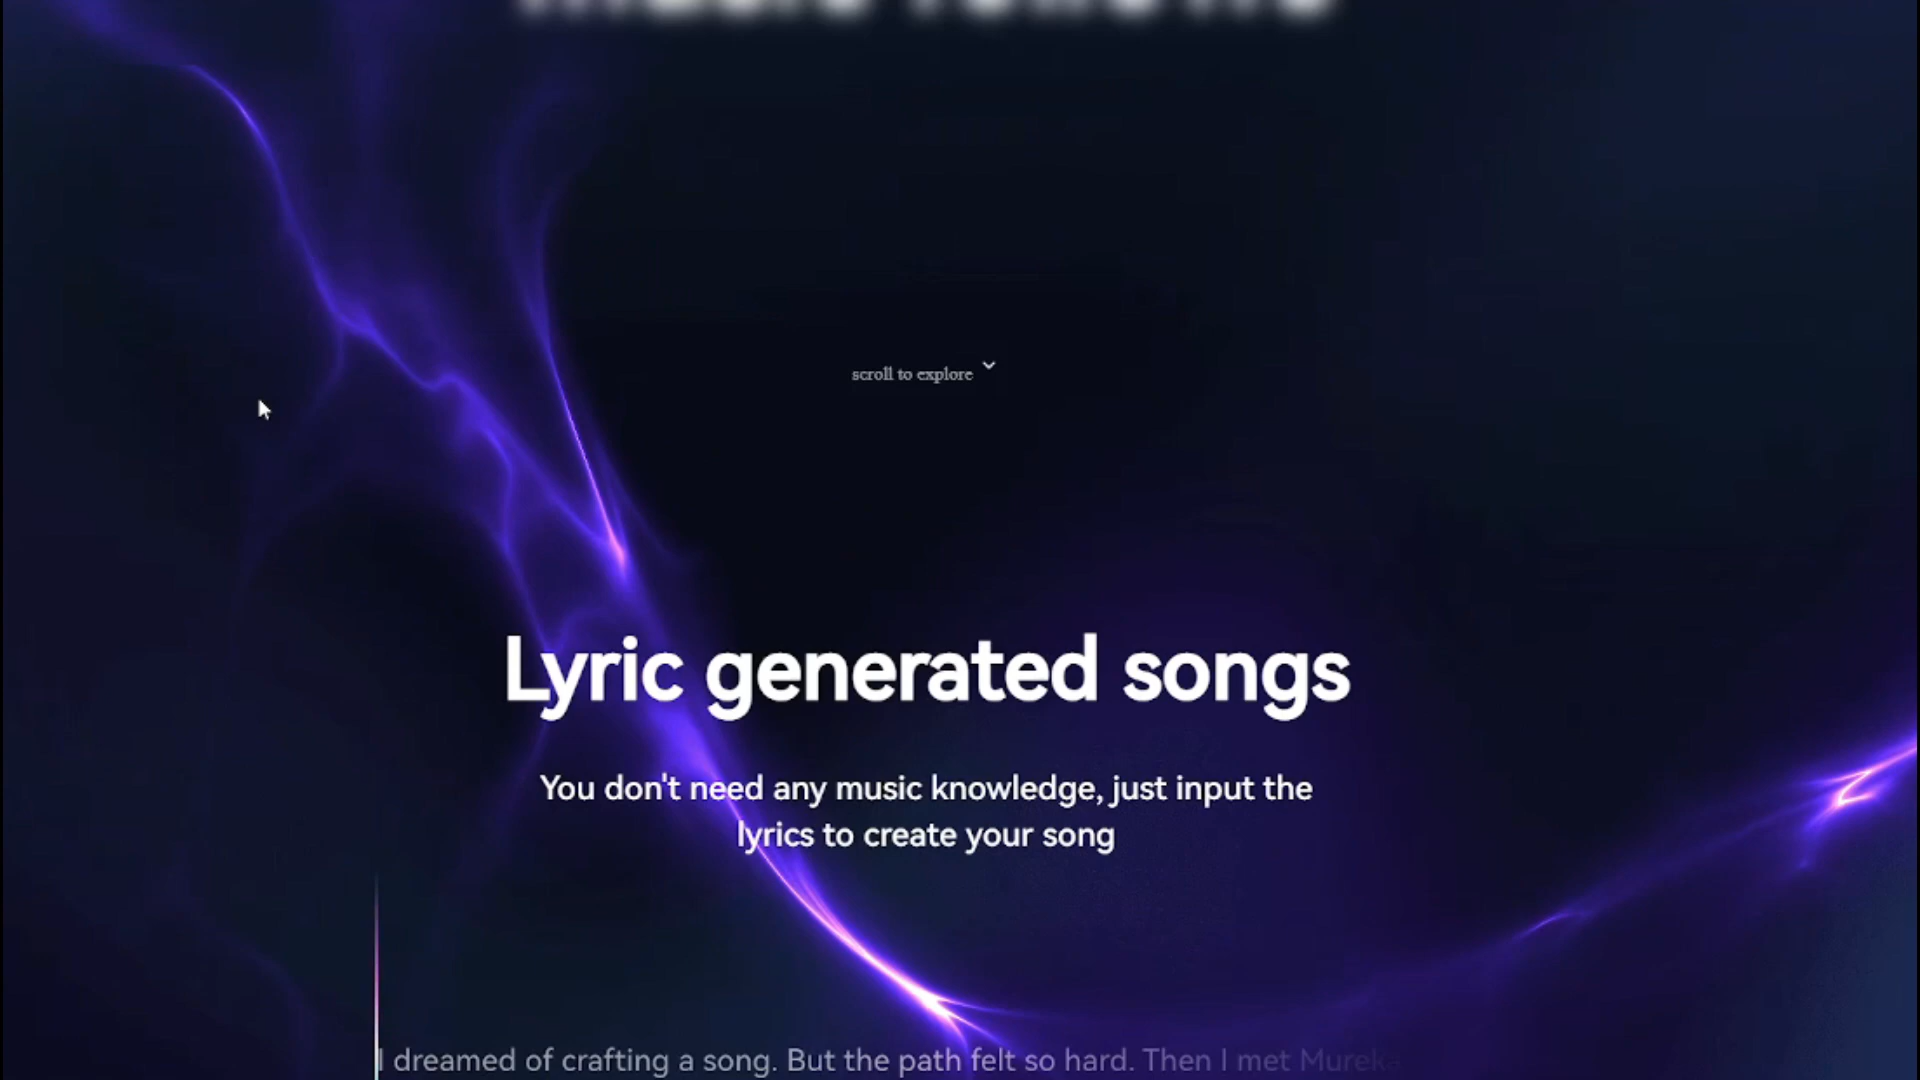 scroll to explore
Lyric generated songs
You don't need any music knowledge, just input the
lyrics to create your song
I dreamed of crafting a song. But the path felt so hard. Then I met